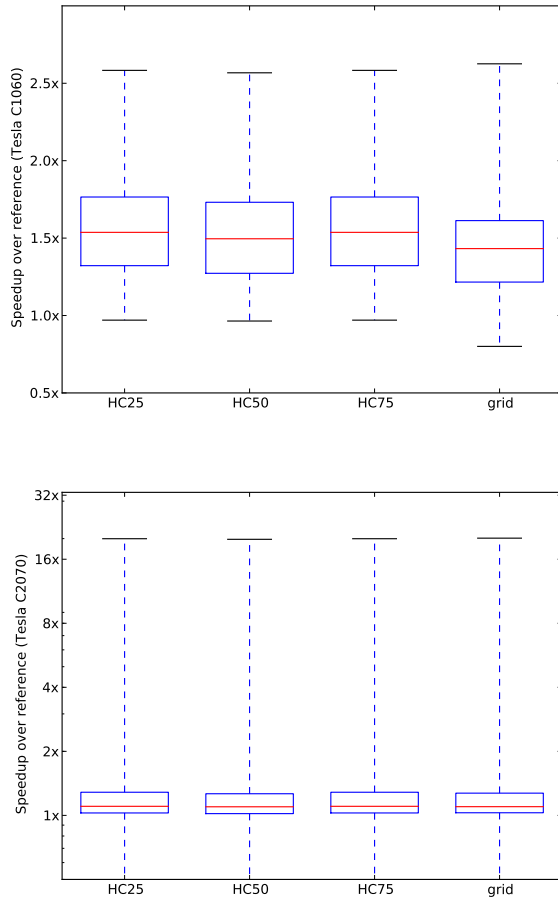 Speedup over reference (Tesla C1060)
2.5x
2.0x
1.5x
1.0x
0.5x
HC25 HC50 HC75 grid
Speedup over reference (Tesla C2070)
32x
16x
8x
4x
2x
1x
HC25 HC50 HC75 grid